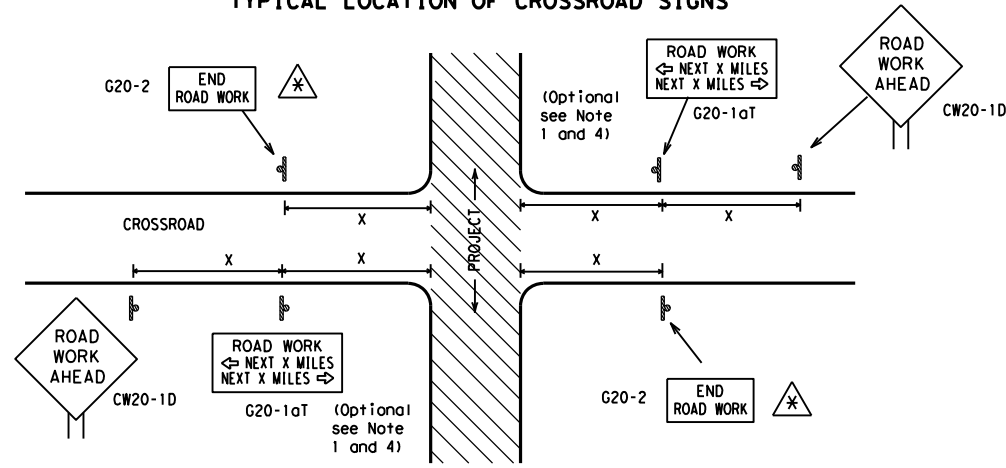 TYPICAL LOCATION OF CROSSROAD SIGNS
G20-2
END
ROAD WORK
*
(Optional
see Note
1 and 4)
ROAD WORK
⇦ NEXT X MILES
NEXT X MILES ⇨
G20-1aT
ROAD
WORK
AHEAD
CW20-1D
X
X
X
CROSSROAD
PROJECT
X
X
X
ROAD
WORK
AHEAD
CW20-1D
ROAD WORK
⇦ NEXT X MILES
NEXT X MILES ⇨
G20-1aT
(Optional
see Note
1 and 4)
G20-2
END
ROAD WORK
*